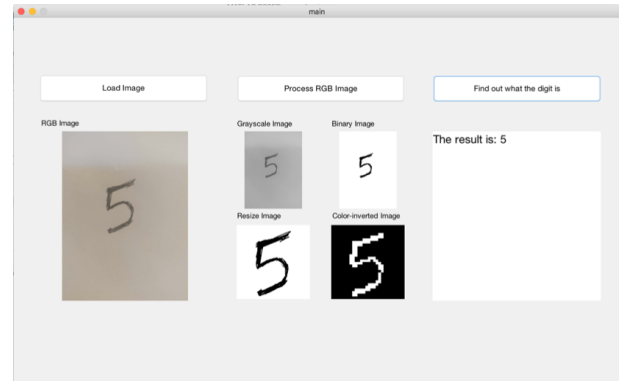 main
Load Image
Process RGB Image
Find out what the digit is
RGB Image
Grayscale Image
Binary Image
The result is: 5
5
5
5
Resize Image
Color-inverted Image
5
5